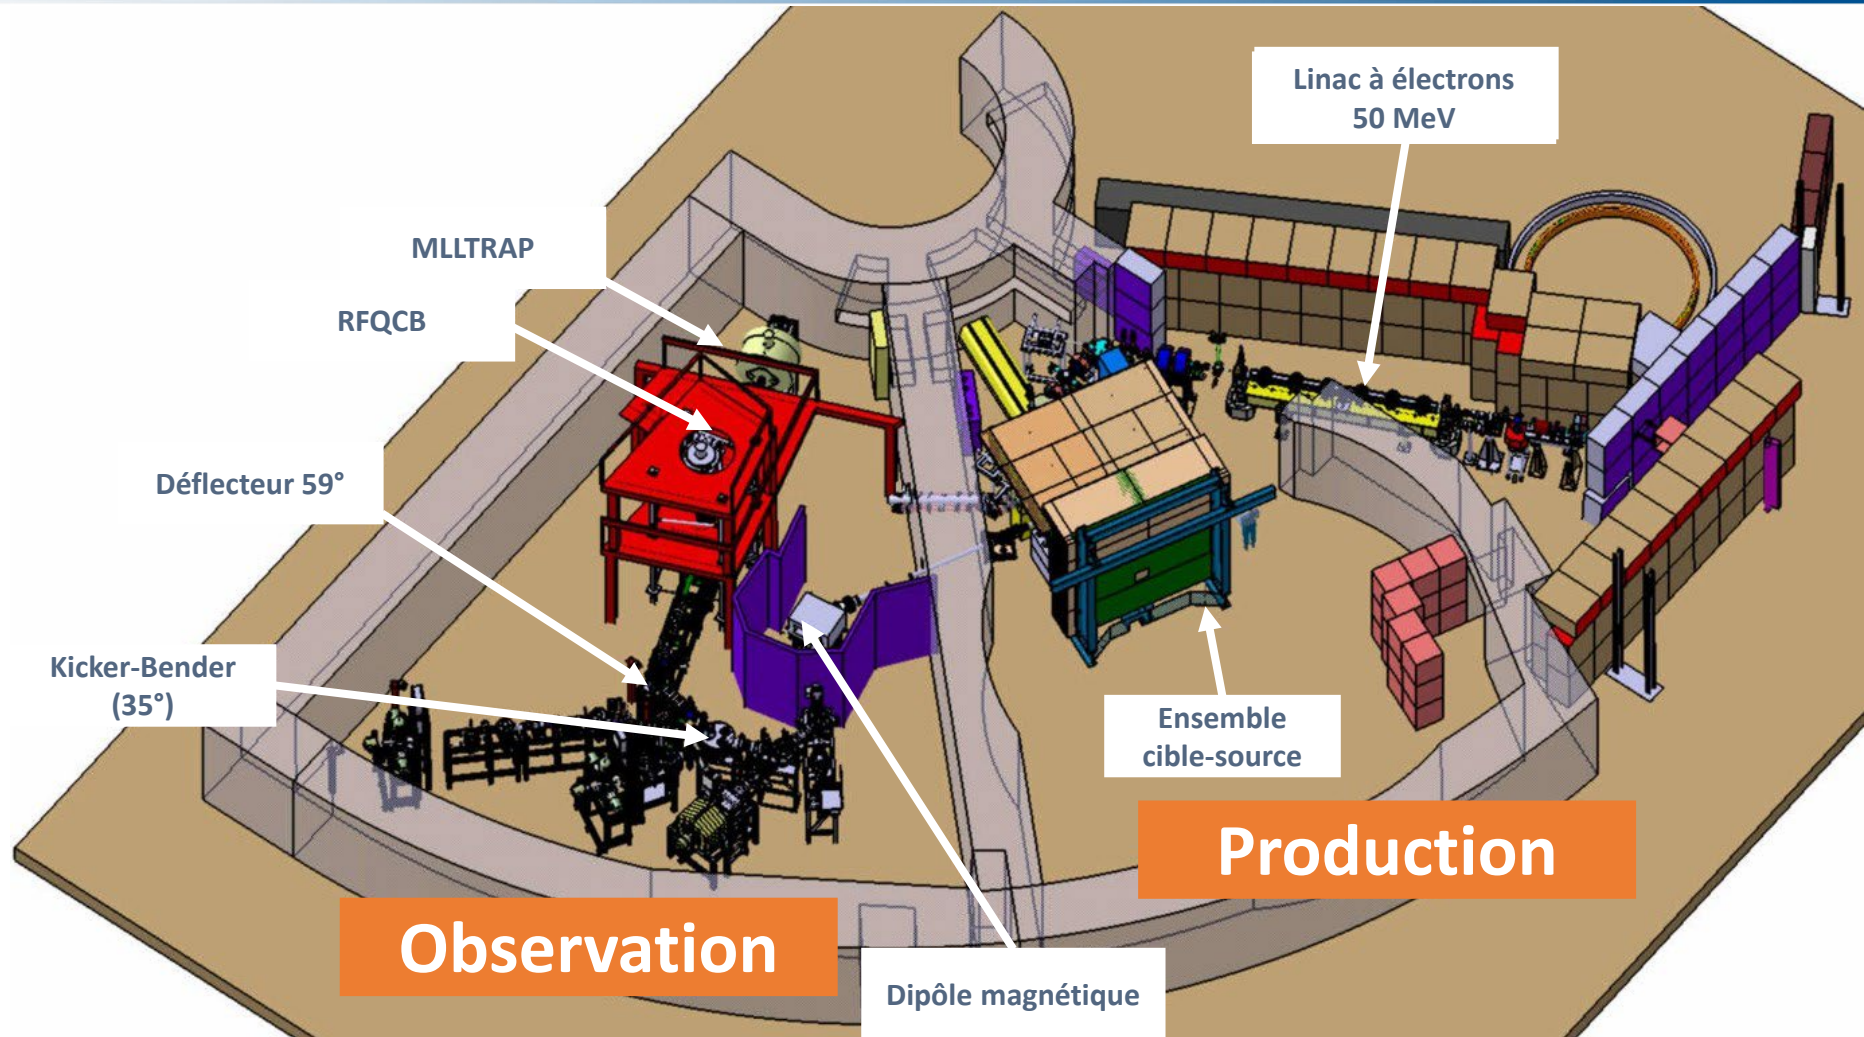 Linac à électrons
50 MeV
MLLTRAP
RFQCB
Déflecteur 59°
Kicker-Bender
(35°)
Ensemble
cible-source
Production
Observation
Dipôle magnétique